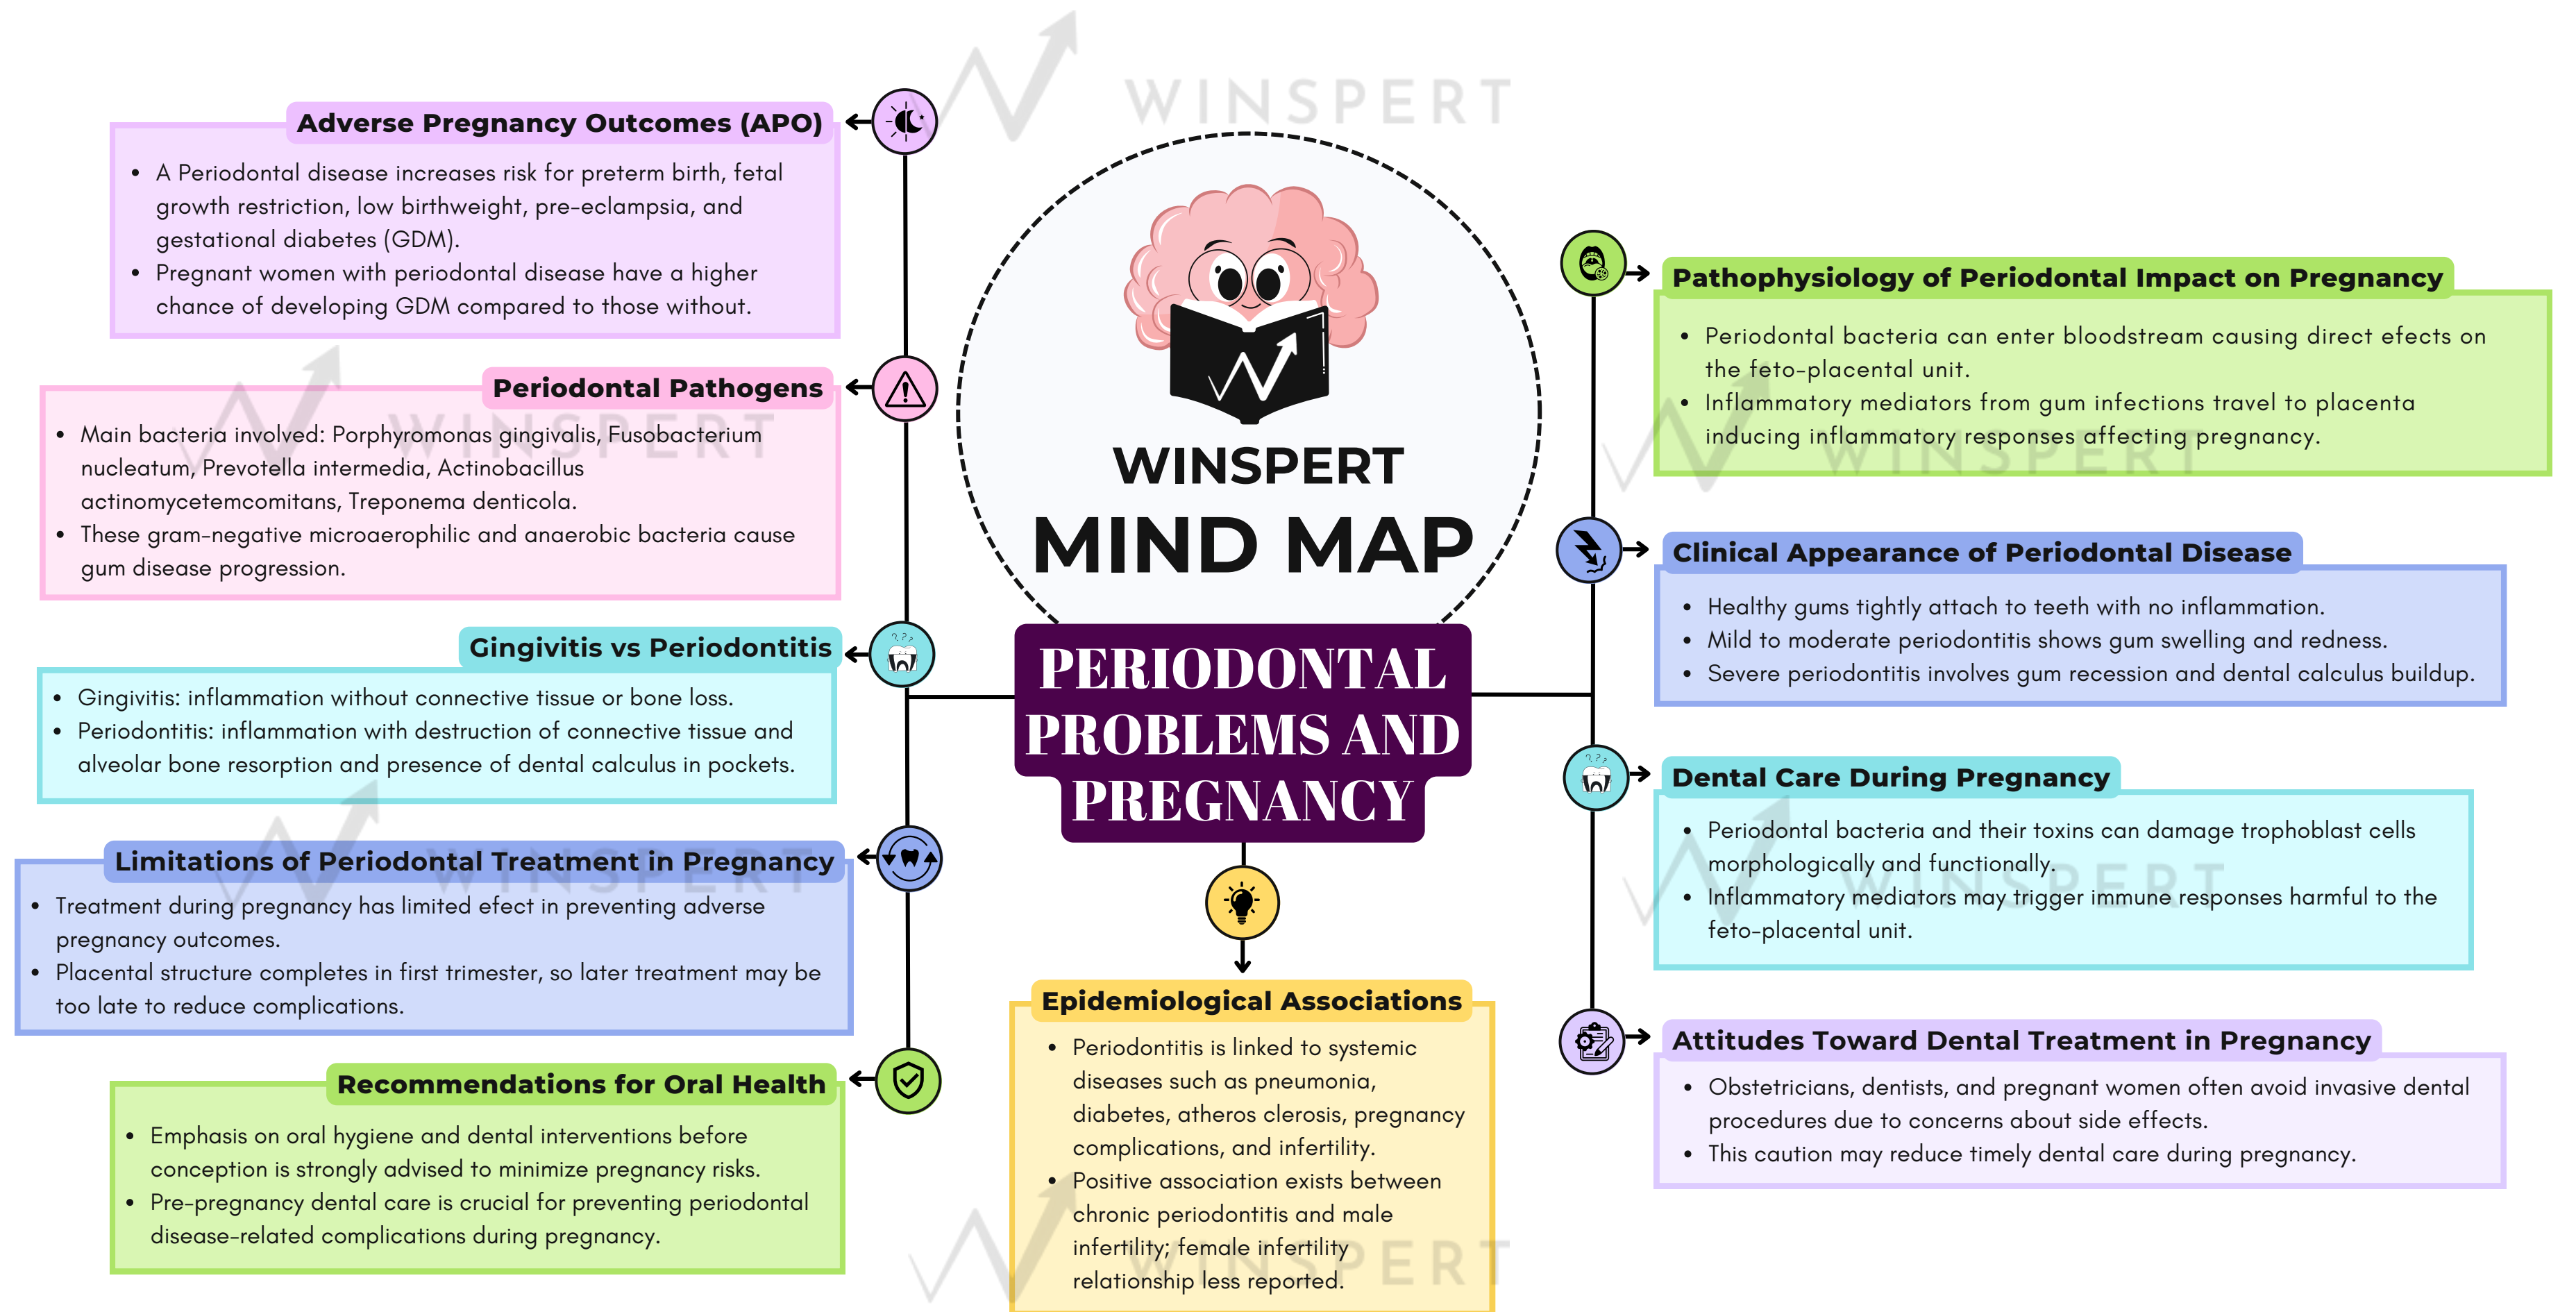 WINSPERT
Adverse Pregnancy Outcomes (APO)
• A Periodontal disease increases risk for preterm birth, fetal
growth restriction, low birthweight, pre-eclampsia, and
gestational diabetes (GDM).
• Pregnant women with periodontal disease have a higher
chance of developing GDM compared to those without.
Periodontal Pathogens
WINSPERT
• Main bacteria involved: Porphyromonas gingivalis, Fusobacterium
nucleatum, Prevotella intermedia, Actinobacillus
actinomycetemcomitans, Treponema denticola.
• These gram-negative microaerophilic and anaerobic bacteria cause
gum disease progression.
Gingivitis vs Periodontitis
• Gingivitis: inflammation without connective tissue or bone loss.
• Periodontitis: inflammation with destruction of connective tissue and
alveolar bone resorption and presence of dental calculus in pockets.
Limitations of Periodontal Treatment in Pregnancy
WINSPERT
• Treatment during pregnancy has limited efect in preventing adverse
pregnancy outcomes.
• Placental structure completes in first trimester, so later treatment may be
too late to reduce complications.
Recommendations for Oral Health
• Emphasis on oral hygiene and dental interventions before
conception is strongly advised to minimize pregnancy risks.
• Pre-pregnancy dental care is crucial for preventing periodontal
disease-related complications during pregnancy.
WINSPERT
MIND MAP
PERIODONTAL
PROBLEMS AND
PREGNANCY
Epidemiological Associations
• Periodontitis is linked to systemic
diseases such as pneumonia,
diabetes, atheros clerosis, pregnancy
complications, and infertility.
• Positive association exists between
chronic periodontitis and male
infertility; female infertility
relationship less reported.
WINSPERT
Pathophysiology of Periodontal Impact on Pregnancy
• Periodontal bacteria can enter bloodstream causing direct efects on
the feto-placental unit.
• Inflammatory mediators from gum infections travel to placenta
inducing inflammatory responses affecting pregnancy.
WINSPERT
Clinical Appearance of Periodontal Disease
• Healthy gums tightly attach to teeth with no inflammation.
• Mild to moderate periodontitis shows gum swelling and redness.
• Severe periodontitis involves gum recession and dental calculus buildup.
???
Dental Care During Pregnancy
• Periodontal bacteria and their toxins can damage trophoblast cells
morphologically and functionally.
• Inflammatory mediators may trigger immune responses harmful to the
feto-placental unit.
WINSPERT
Attitudes Toward Dental Treatment in Pregnancy
• Obstetricians, dentists, and pregnant women often avoid invasive dental
procedures due to concerns about side effects.
• This caution may reduce timely dental care during pregnancy.